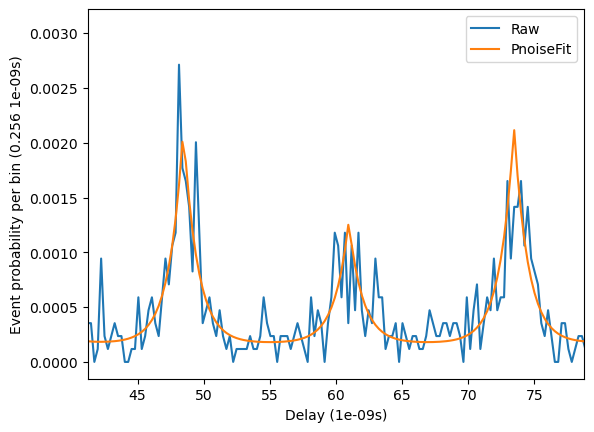 Raw
PnoiseFit
0.0030
0.0025
0.0020
0.0015
0.0010
0.0005
0.0000
Event probability per bin (0.256 1e-09s)
45 50 55 60 65 70 75
Delay (1e-09s)